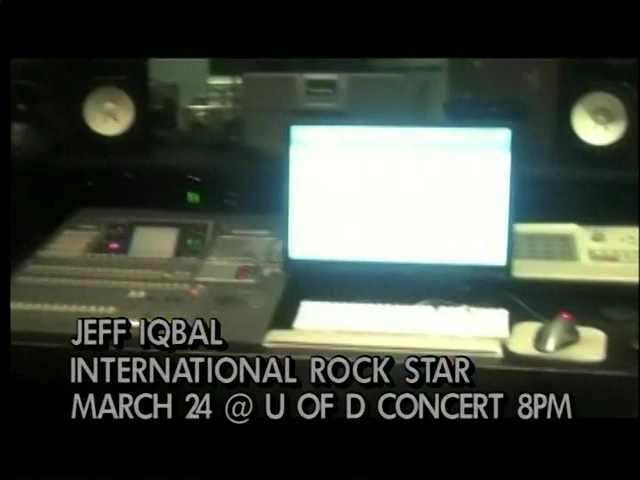 JEFF IQBAL
INTERNATIONAL ROCK STAR
MARCH 24 @ U OF D CONCERT 8PM